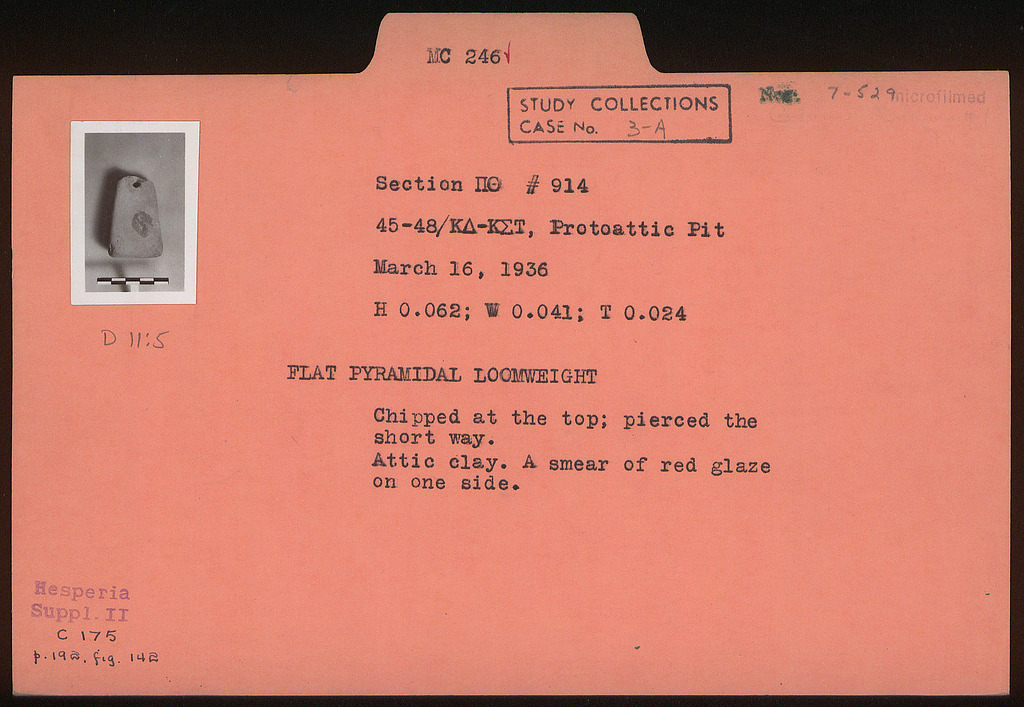 MC 246
STUDY COLLECTIONS
CASE No. 3-A
7-529 microfilmed
Section ΠΘ # 914
45-48/ΚΔ-ΚΣΤ, Protoattic Pit
March 16, 1936
H 0.062; W 0.041; T 0.024
D 11:5
FLAT PYRAMIDAL LOOMWEIGHT
Chipped at the top; pierced the
short way.
Attic clay. A smear of red glaze
on one side.
Hesperia
Suppl. II
C 175
p. 192, fig. 142